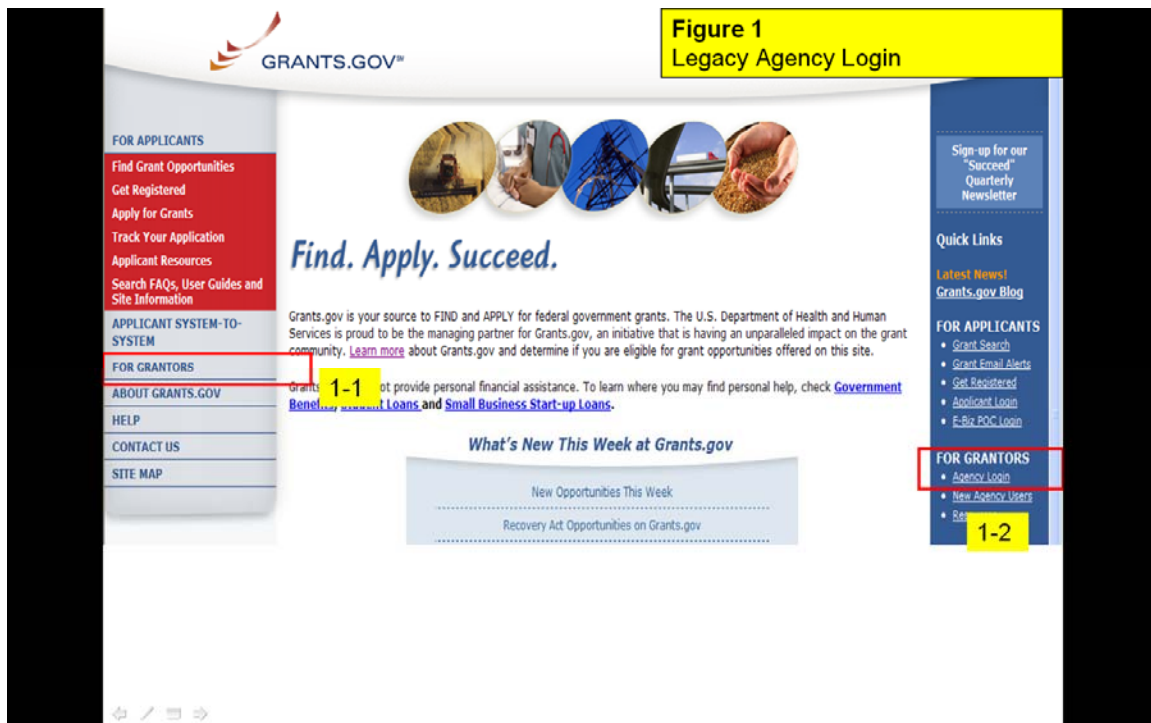 GRANTS.GOV℠
Figure 1
Legacy Agency Login
FOR APPLICANTS
Find Grant Opportunities
Get Registered
Apply for Grants
Track Your Application
Applicant Resources
Search FAQs, User Guides and
Site Information
APPLICANT SYSTEM-TO-
SYSTEM
FOR GRANTORS
ABOUT GRANTS.GOV
HELP
CONTACT US
SITE MAP
1-1
Find. Apply. Succeed.
Grants.gov is your source to FIND and APPLY for federal government grants. The U.S. Department of Health and Human
Services is proud to be the managing partner for Grants.gov, an initiative that is having an unparalleled impact on the grant
community. Learn more about Grants.gov and determine if you are eligible for grant opportunities offered on this site.
provide personal financial assistance. To learn where you may find personal help, check Government
Loans and Small Business Start-up Loans.
What's New This Week at Grants.gov
New Opportunities This Week
Recovery Act Opportunities on Grants.gov
Sign-up for our
"Succeed"
Quarterly
Newsletter
Quick Links
Latest News!
Grants.gov Blog
FOR APPLICANTS
Grant Search
Grant Email Alerts
Get Registered
Applicant Login
E-Biz POC Login
FOR GRANTORS
Agency Login
New Agency Users
1-2